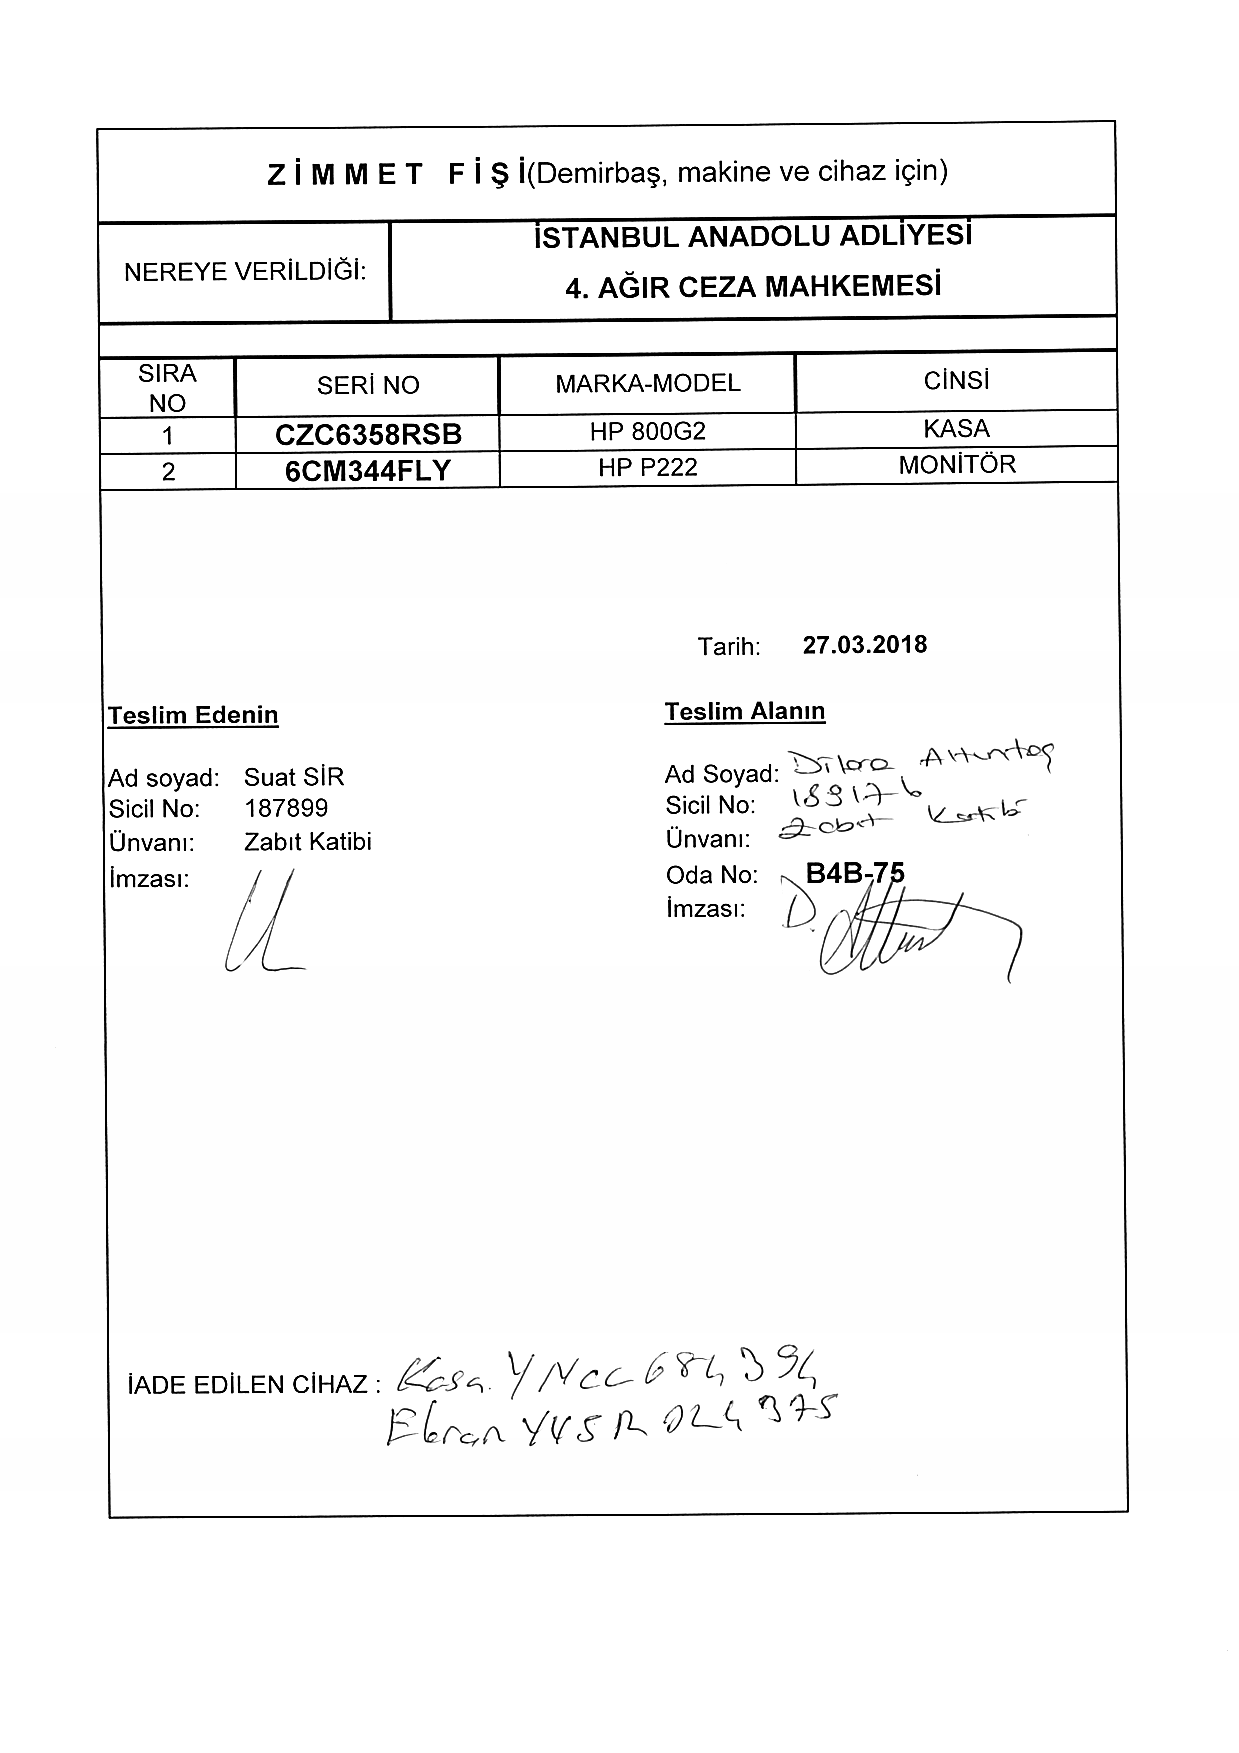 ZİMMET FİŞİ(Demirbaş, makine ve cihaz için)
NEREYE VERİLDİĞİ:
İSTANBUL ANADOLU ADLİYESİ
4. AĞIR CEZA MAHKEMESİ
SIRA NO SERİ NO MARKA-MODEL CİNSİ
1 CZC6358RSB HP 800G2 KASA
2 6CM344FLY HP P222 MONİTÖR
Tarih: 27.03.2018
Teslim Edenin
Ad soyad: Suat SİR
Sicil No: 187899
Ünvanı: Zabıt Katibi
İmzası:
Teslim Alanın
Ad Soyad: Dilara Altuntaş
Sicil No:
Ünvanı: Zabıt Katibi
Oda No: B4B-75
İmzası:
İADE EDİLEN CİHAZ : Kasa YNCC684394
Ekran